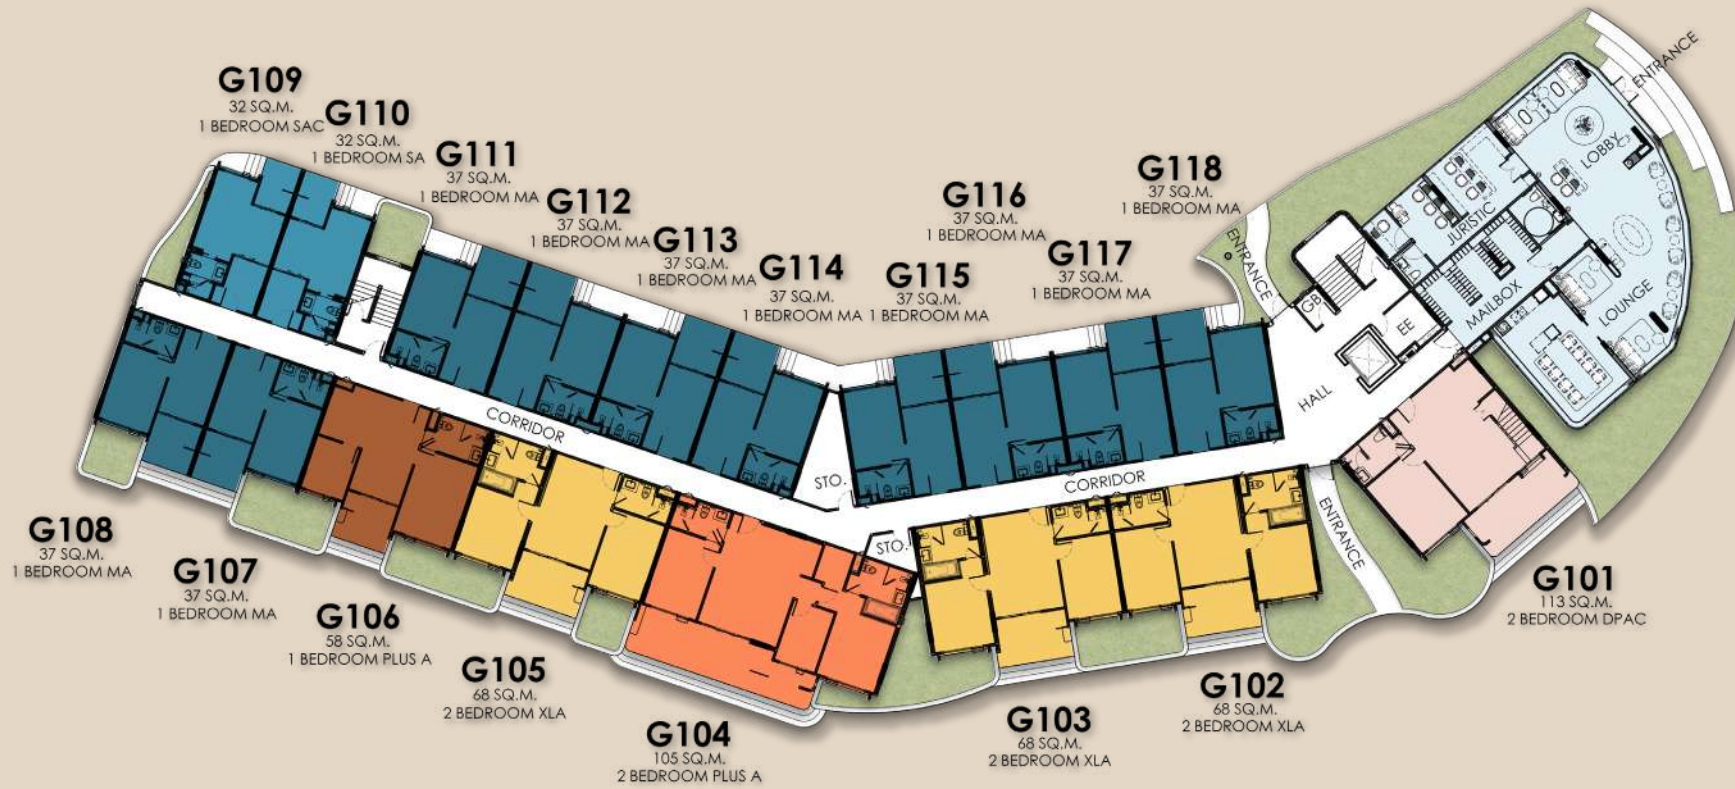 G109
32 SQ.M.
1 BEDROOM SAC
G110
32 SQ.M.
1 BEDROOM SA
G111
37 SQ.M.
1 BEDROOM MA
G112
37 SQ.M.
1 BEDROOM MA
G113
37 SQ.M.
1 BEDROOM MA
G114
37 SQ.M.
1 BEDROOM MA
G115
37 SQ.M.
1 BEDROOM MA
G116
37 SQ.M.
1 BEDROOM MA
G117
37 SQ.M.
1 BEDROOM MA
G118
37 SQ.M.
1 BEDROOM MA
ENTRANCE
LOBBY
JURISTIC
MAILBOX
LOUNGE
ENTRANCE
GB
EE
HALL
CORRIDOR
STO.
CORRIDOR
STO.
ENTRANCE
G108
37 SQ.M.
1 BEDROOM MA
G107
37 SQ.M.
1 BEDROOM MA
G106
58 SQ.M.
1 BEDROOM PLUS A
G105
68 SQ.M.
2 BEDROOM XLA
G104
105 SQ.M.
2 BEDROOM PLUS A
G103
68 SQ.M.
2 BEDROOM XLA
G102
68 SQ.M.
2 BEDROOM XLA
G101
113 SQ.M.
2 BEDROOM DPAC